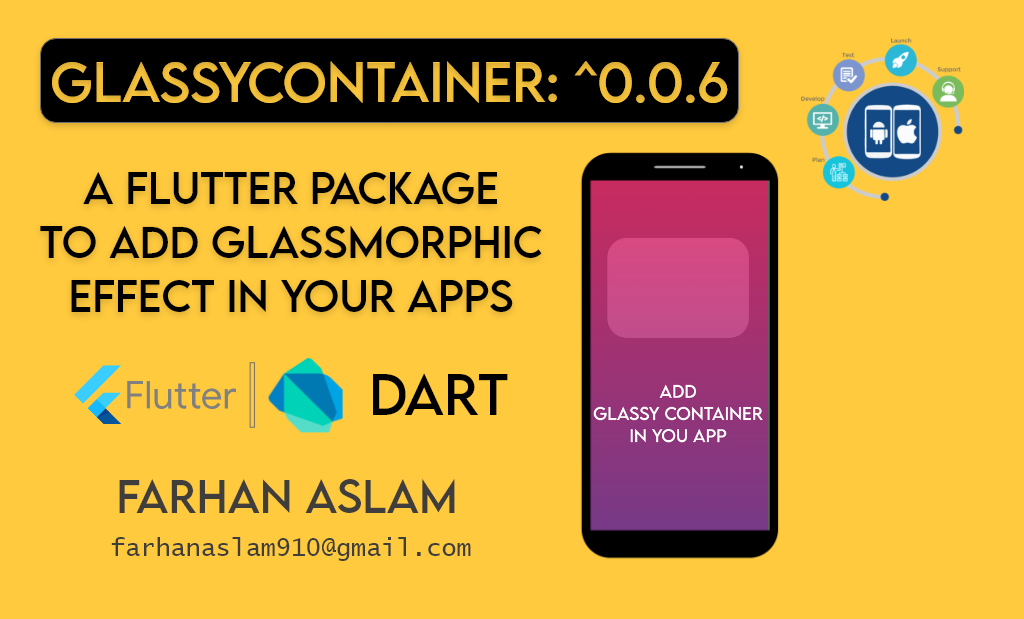 GLASSYCONTAINER: ^0.0.6
A FLUTTER PACKAGE
TO ADD GLASSMORPHIC
EFFECT IN YOUR APPS
Flutter
DART
FARHAN ASLAM
farhanaslam910@gmail.com
ADD
GLASSY CONTAINER
IN YOU APP
Launch
Test
Support
Develop
</>
Plan